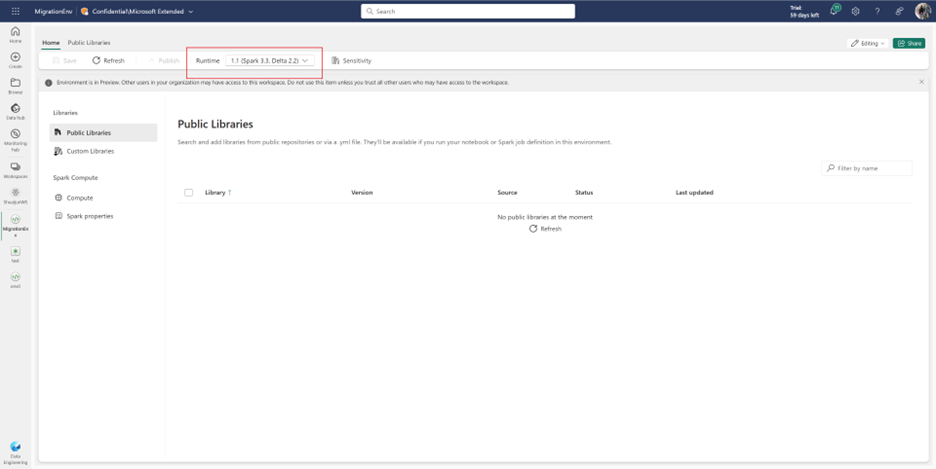 MigrationEnv
Confidential\Microsoft Extended
Search
Trial:
59 days left
Home
Create
Browse
Data hub
Monitoring
Hub
Workspaces
MigrationEn
v
test
Data
Engineering
Home Public Libraries
Editing
Share
Save Refresh Publish Runtime 1.1 (Spark 3.3, Delta 2.2) Sensitivity
Environment is in Preview. Other users in your organization may have access to this workspace. Do not use this item unless you trust all other users who may have access to the workspace.
Libraries
Public Libraries
Custom Libraries
Spark Compute
Compute
Spark properties
Public Libraries
Search and add libraries from public repositories or via a .yml file. They'll be available if you run your notebook or Spark job definition in this environment.
Filter by name
Library ↑ Version Source Status Last updated
No public libraries at the moment
Refresh